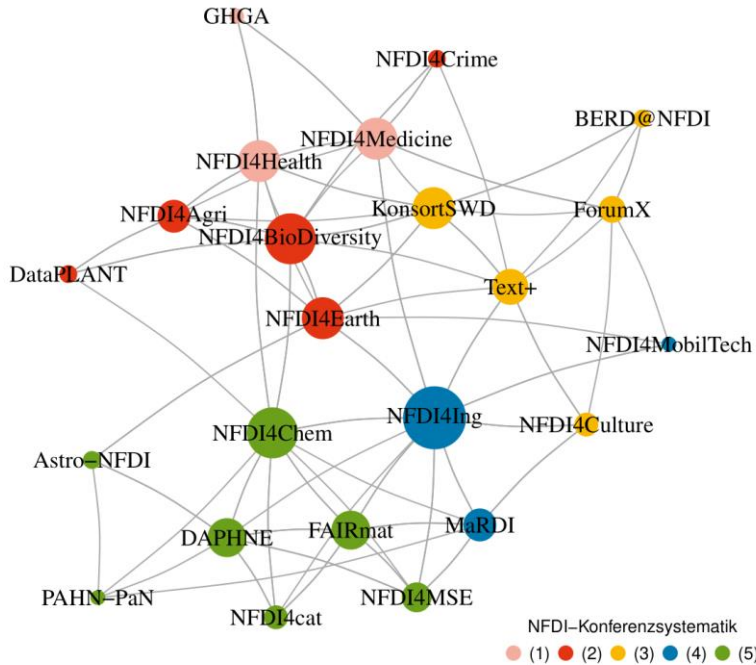 GHGA
NFDI4Crime
BERD@NFDI
NFDI4Medicine
NFDI4Health
KonsortSWD
ForumX
NFDI4Agri
NFDI4BioDiversity
DataPLANT
Text+
NFDI4Earth
NFDI4MobilTech
NFDI4Ing
NFDI4Chem
NFDI4Culture
Astro–NFDI
MaRDI
FAIRmat
DAPHNE
PAHN–PaN
NFDI4MSE
NFDI4cat
NFDI–Konferenzsystematik
(1) (2) (3) (4) (5)